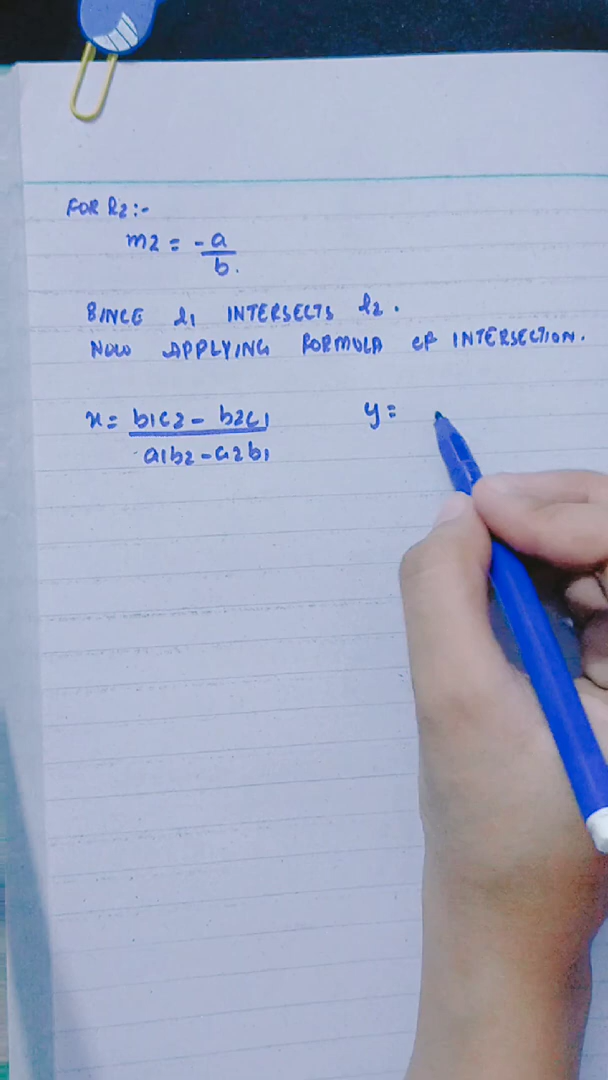 FOR l2:-
m2 = -a
b.
SINCE l1 INTERSECTS l2.
NOW APPLYING FORMULA OF INTERSECTION.
x = b1c2 - b2c1 y =
a1b2 - a2b1